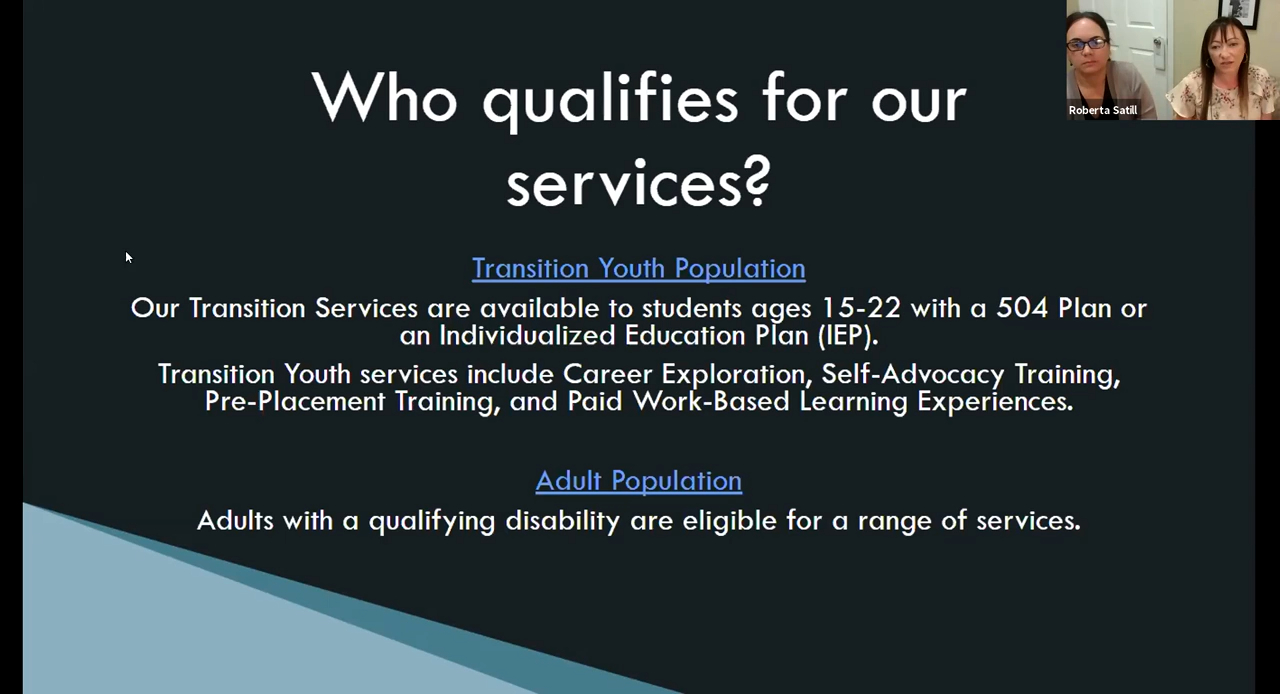 Who qualifies for our
services?
Roberta Satill
Transition Youth Population
Our Transition Services are available to students ages 15-22 with a 504 Plan or
an Individualized Education Plan (IEP).
Transition Youth services include Career Exploration, Self-Advocacy Training,
Pre-Placement Training, and Paid Work-Based Learning Experiences.
Adult Population
Adults with a qualifying disability are eligible for a range of services.